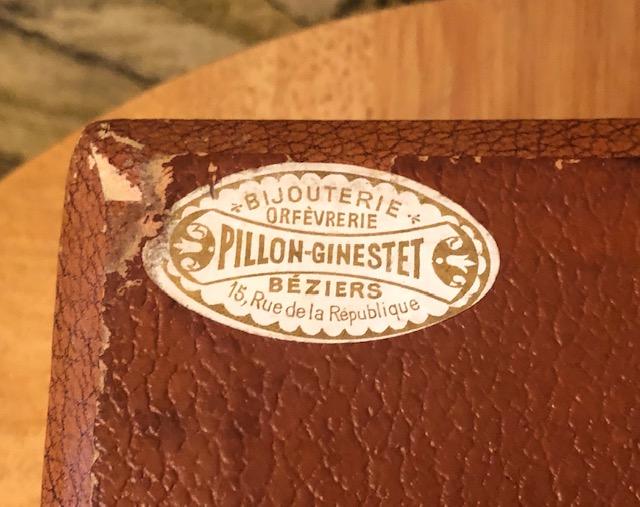 BIJOUTERIE
ORFÈVRERIE
PILLON-GINESTET
BÉZIERS
15, Rue de la République